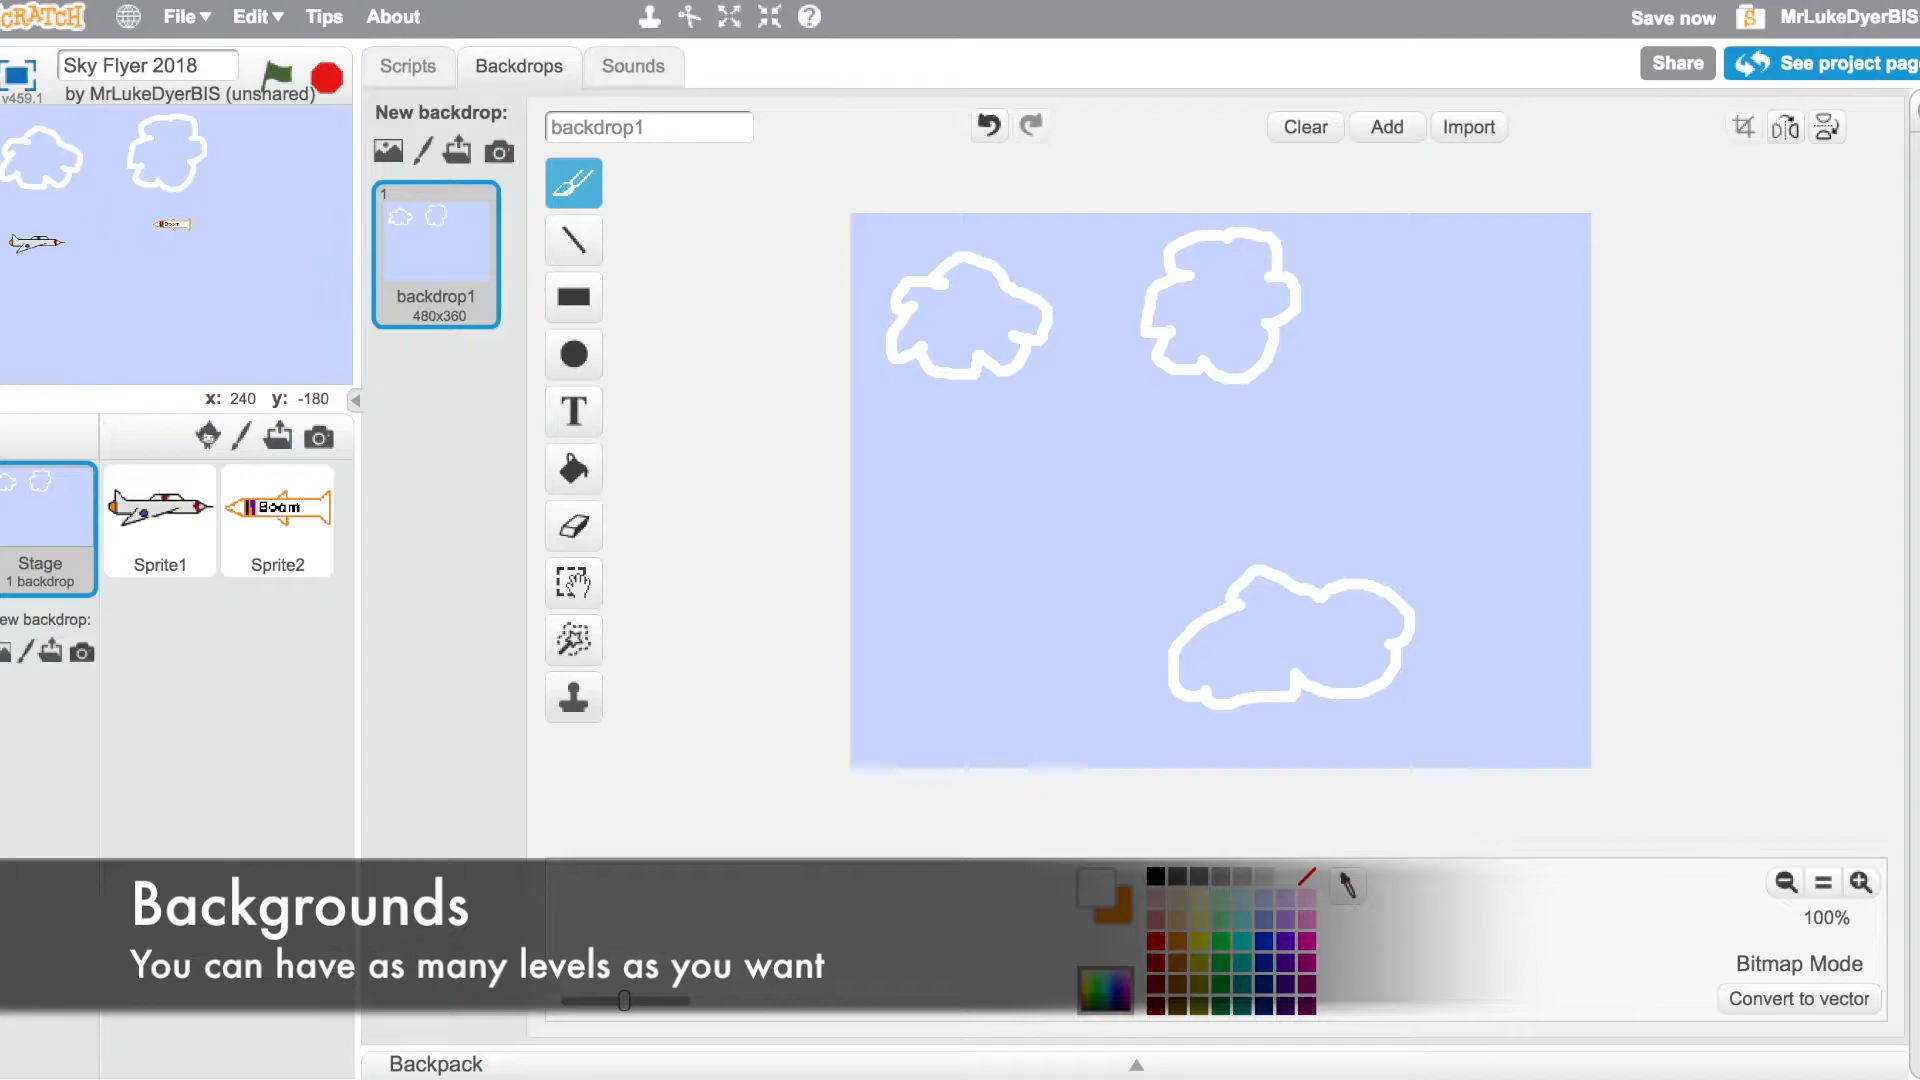 SCRATCH File Edit Tips About Save now MrLukeDyerBIS
Share See project pag
Sky Flyer 2018
by MrLukeDyerBIS (unshared)
v459.1
Scripts Backdrops Sounds
New backdrop:
backdrop1
Clear Add Import
1
backdrop1
480x360
Boom
T
x: 240 y: -180
Boom
Stage
1 backdrop
Sprite1 Sprite2
ew backdrop:
Backgrounds
You can have as many levels as you want
100%
Bitmap Mode
Convert to vector
Backpack